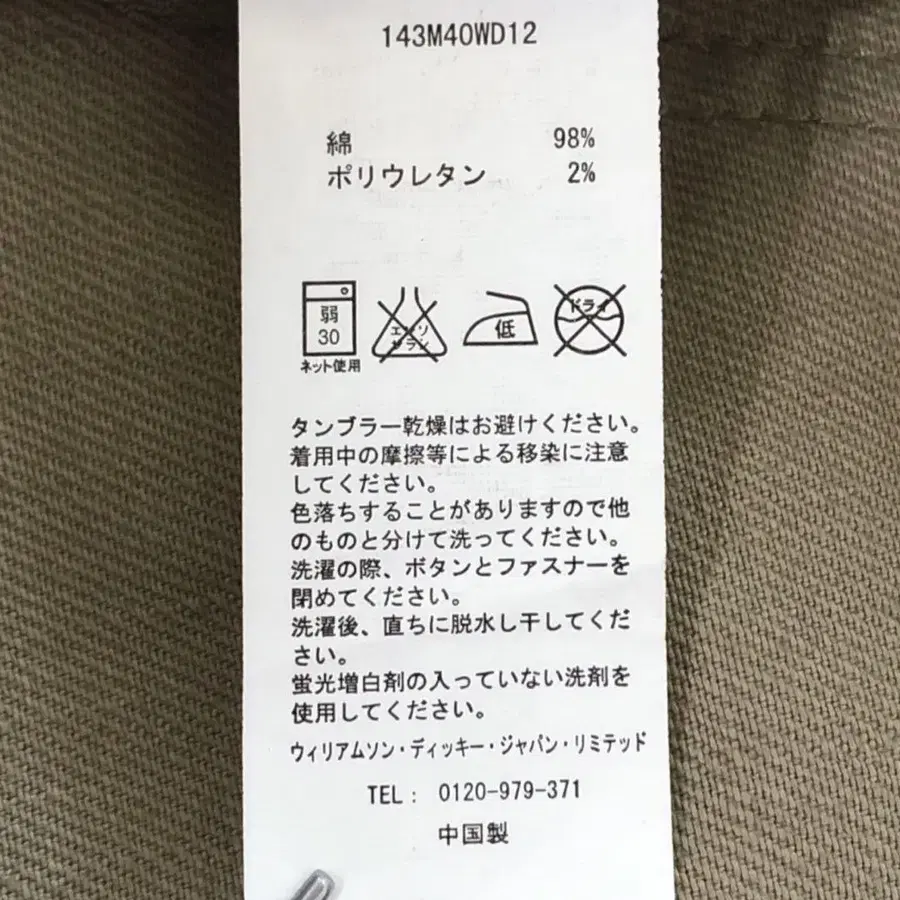 143M40WD12
綿 98%
ポリウレタン 2%
弱
30
ネット使用
エンソ
サラシ
低
ドライ
タンブラー乾燥はお避けください。
着用中の摩擦等による移染に注意
してください。
色落ちすることがありますので他
のものと分けて洗ってください。
洗濯の際、ボタンとファスナーを
閉めてください。
洗濯後、直ちに脱水し干してくだ
さい。
蛍光増白剤の入っていない洗剤を
使用してください。
ウィリアムソン・ディッキー・ジャパン・リミテッド
TEL : 0120-979-371
中国製